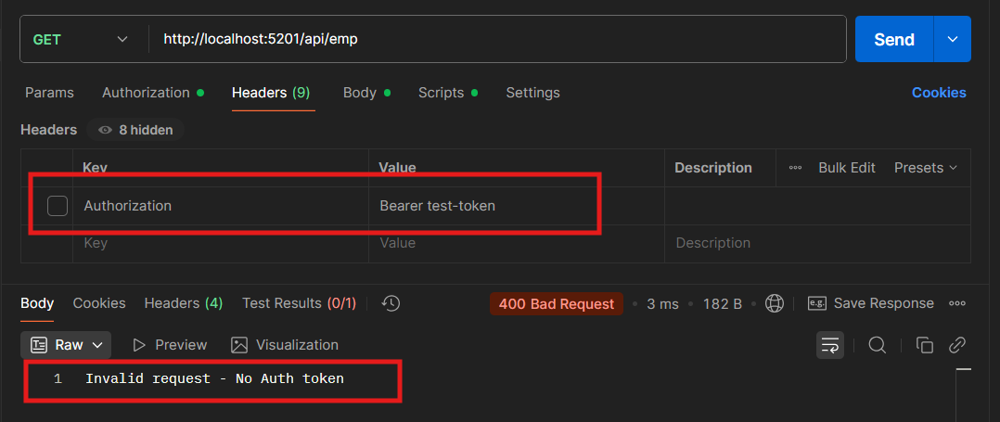 GET http://localhost:5201/api/emp Send
Params Authorization Headers (9) Body Scripts Settings Cookies
Headers 8 hidden
Key Value Description Bulk Edit Presets
Authorization Bearer test-token
Key Value Description
Body Cookies Headers (4) Test Results (0/1) 400 Bad Request • 3 ms • 182 B • e.g. Save Response
Raw Preview Visualization
1 Invalid request - No Auth token